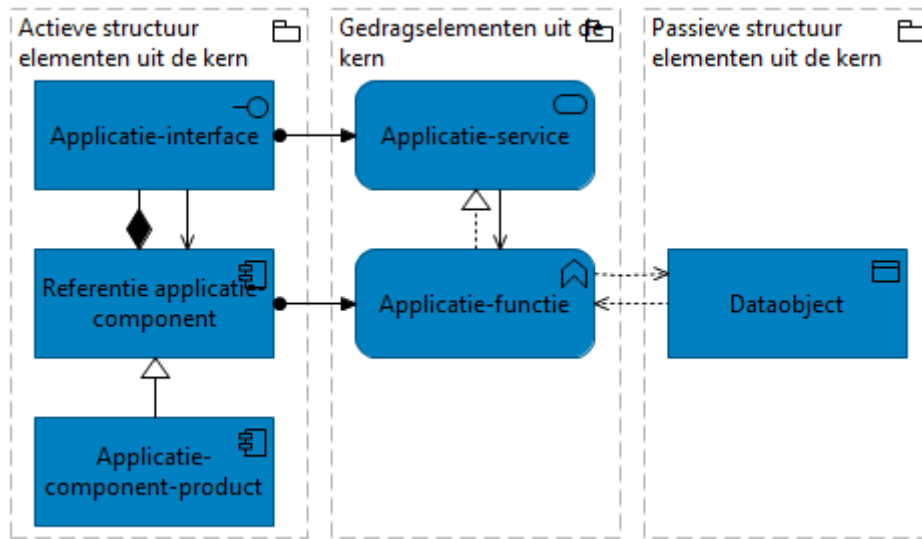 Actieve structuur
elementen uit de kern
Applicatie-interface
Referentie applicatie-
component
Applicatie-
component-product
Gedragselementen uit de
kern
Applicatie-service
Applicatie-functie
Passieve structuur
elementen uit de kern
Dataobject